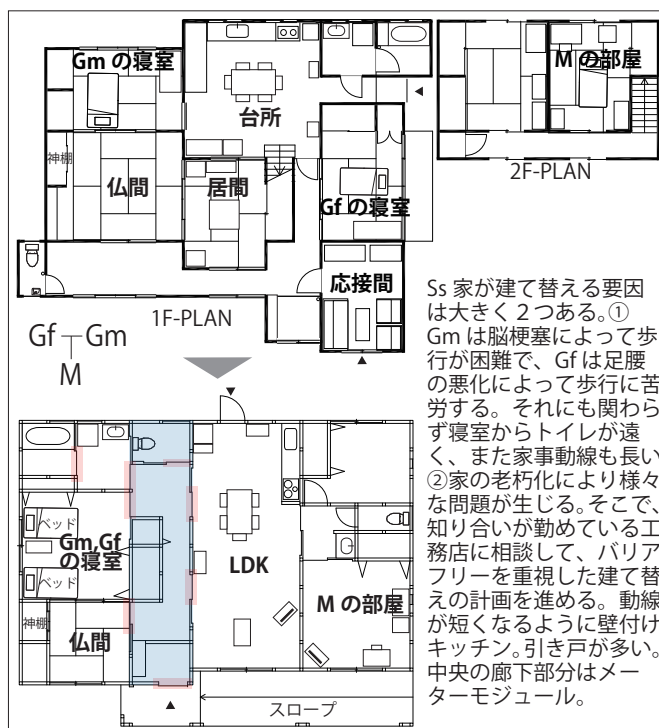 Gm の寝室
台所
M の部屋
神棚
仏間
居間
Gf の寝室
2F-PLAN
応接間
1F-PLAN
Gf Gm
M
Ss 家が建て替える要因
は大きく２つある。①
Gm は脳梗塞によって歩
行が困難で、Gf は足腰
の悪化によって歩行に苦
労する。それにも関わら
ず寝室からトイレが遠
く、また家事動線も長い
②家の老朽化により様々
な問題が生じる。そこで、
知り合いが勤めている工
務店に相談して、バリア
フリーを重視した建て替
えの計画を進める。動線
が短くなるように壁付け
キッチン。引き戸が多い。
中央の廊下部分はメー
ターモジュール。
ベッド
Gm,Gf
の寝室
ベッド
LDK
M の部屋
神棚
仏間
スロープ